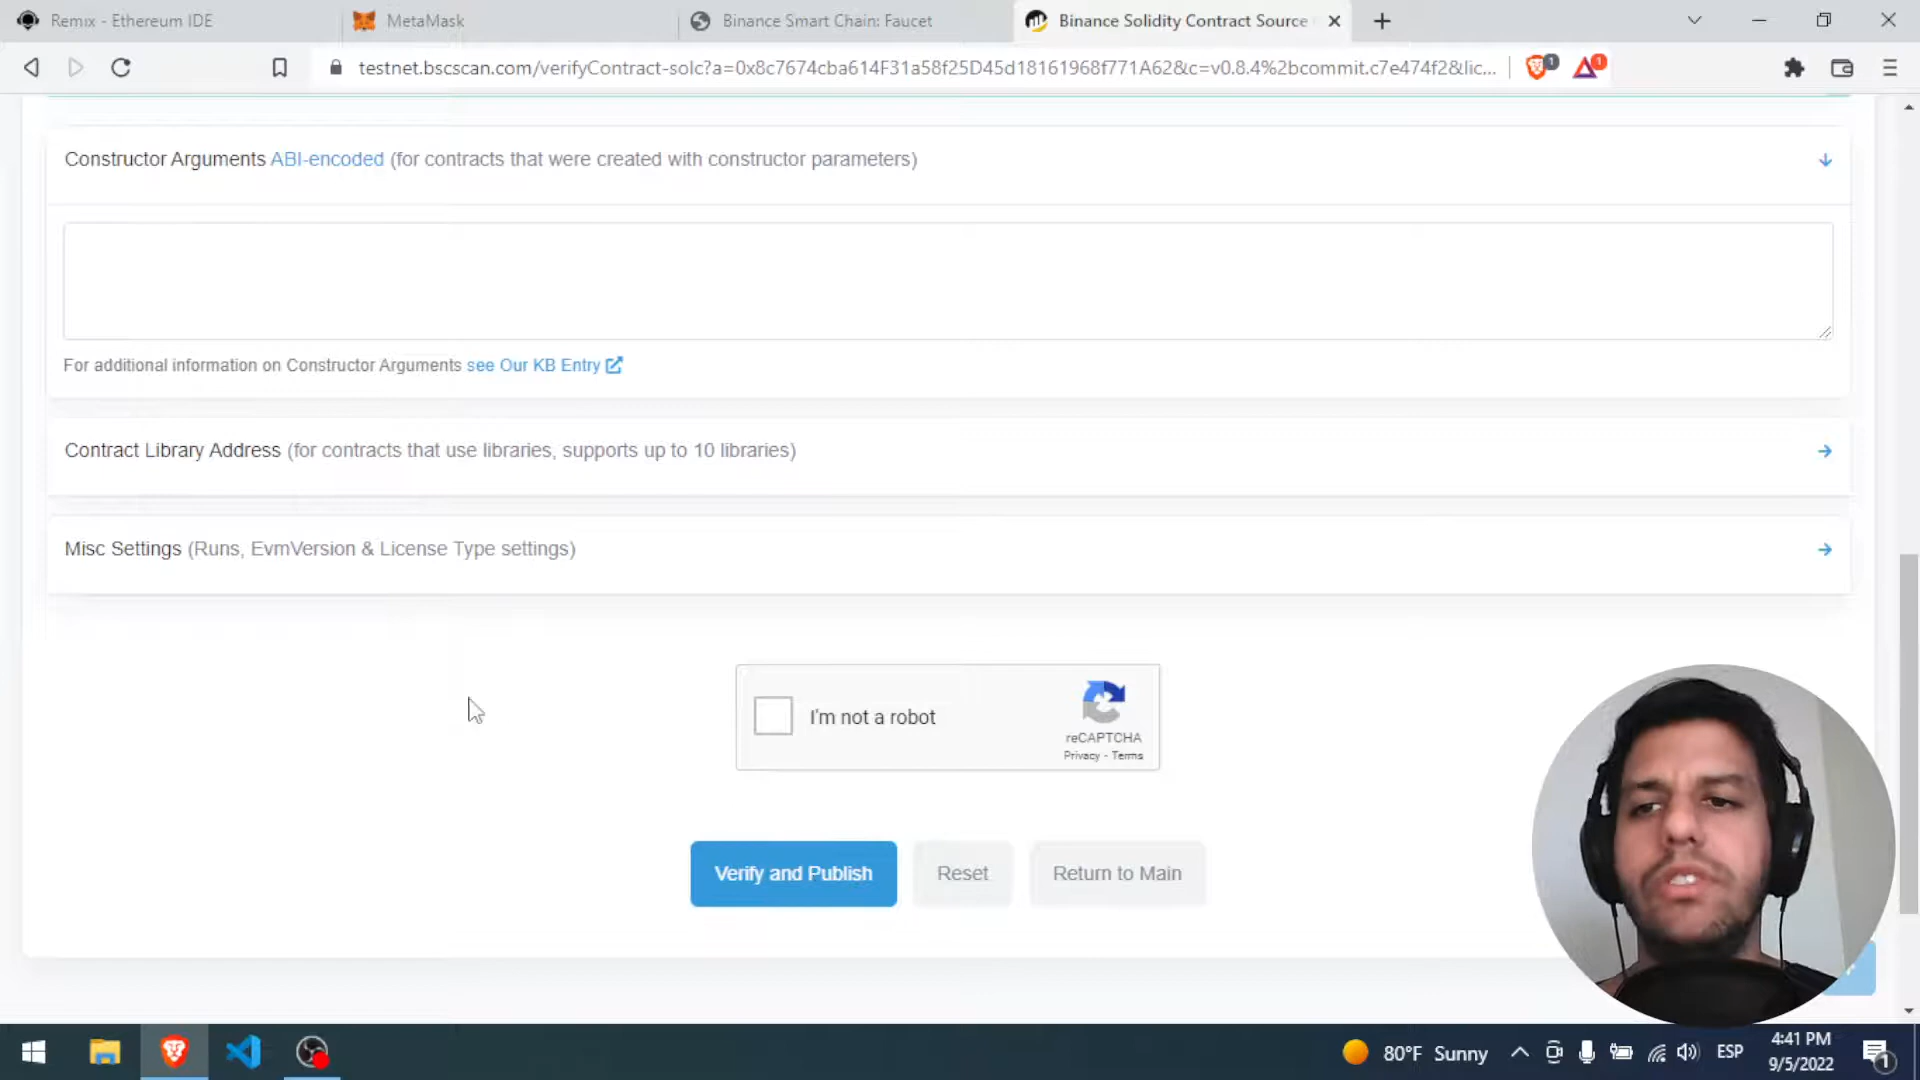 Remix - Ethereum IDE
MetaMask
Binance Smart Chain: Faucet
Binance Solidity Contract Source
testnet.bscscan.com/verifyContract-solc?a=0x8c7674cba614F31a58f25D45d18161968f771A62&c=v0.8.4%2bcommit.c7e474f2&lic...
1
1
Constructor Arguments ABI-encoded (for contracts that were created with constructor parameters)
For additional information on Constructor Arguments see Our KB Entry
Contract Library Address (for contracts that use libraries, supports up to 10 libraries)
Misc Settings (Runs, EvmVersion & License Type settings)
I'm not a robot
reCAPTCHA
Privacy - Terms
Verify and Publish
Reset
Return to Main
80°F Sunny
ESP
4:41 PM
9/5/2022
1